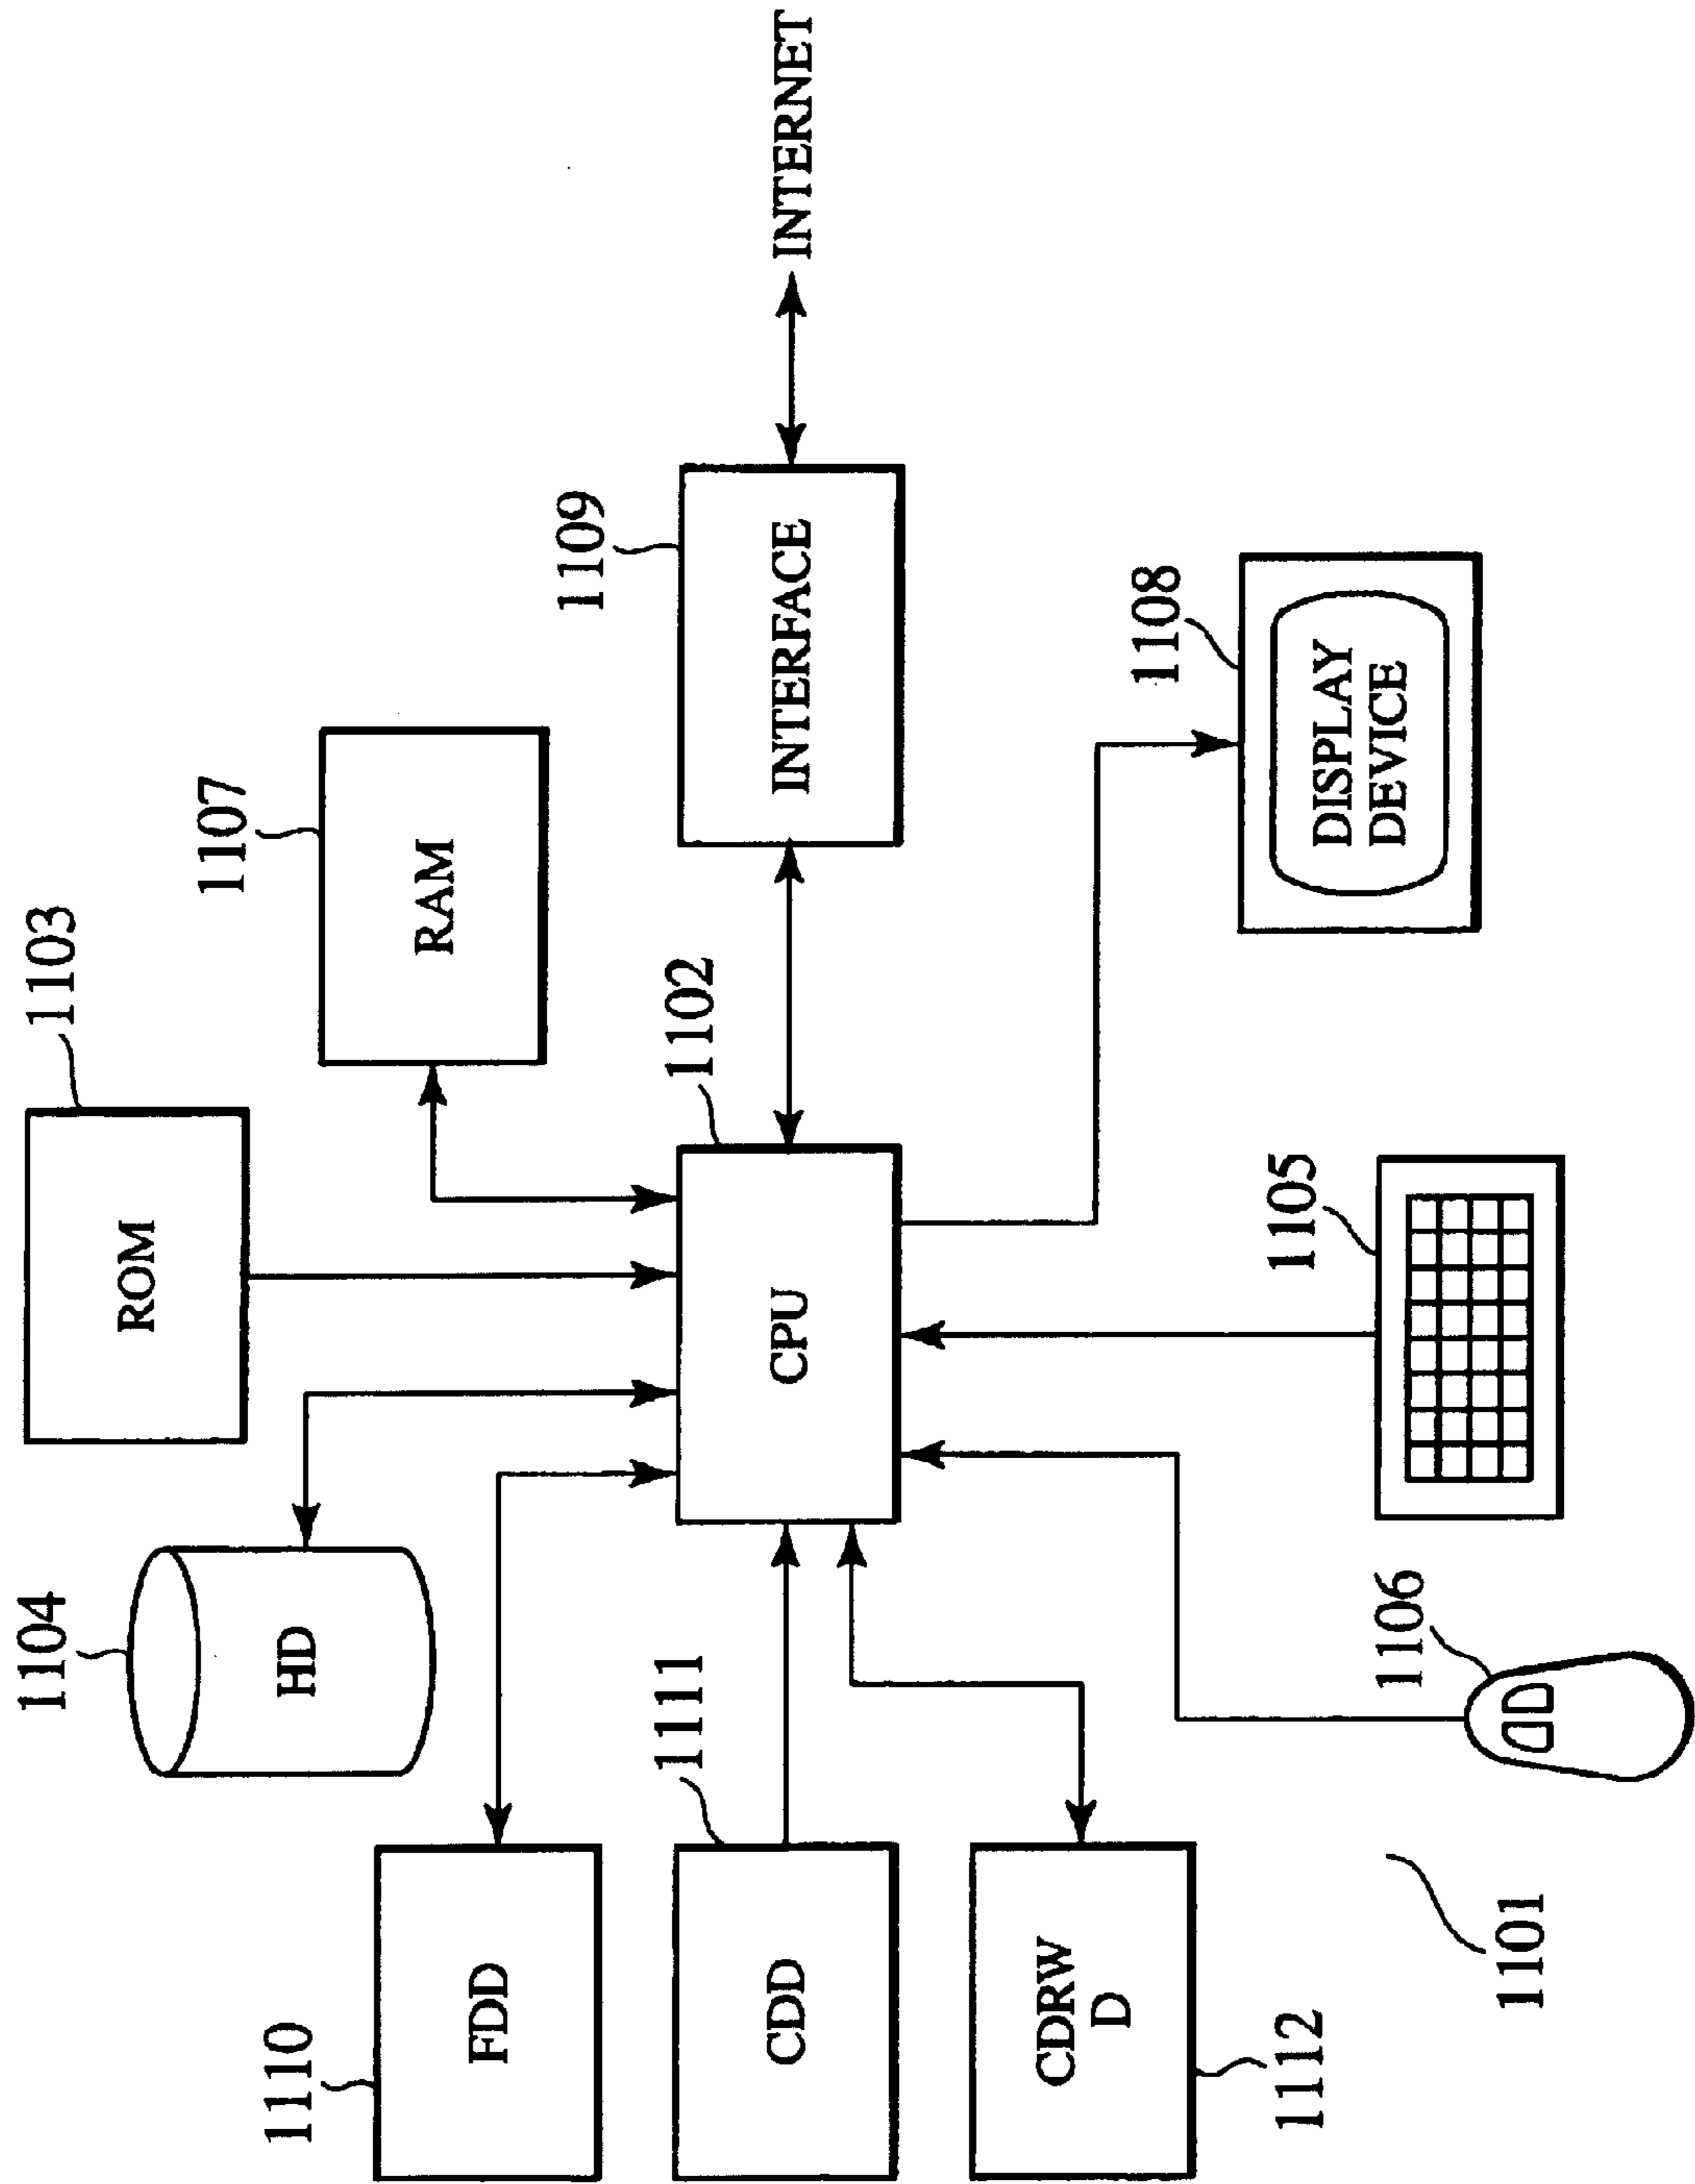 1104
HD
1103
ROM
1107
RAM
1110
FDD
1111
CDD
1102
CPU
1109
INTERFACE
INTERNET
CDRW
D
1112
1106
1105
1108
DISPLAY
DEVICE
1101